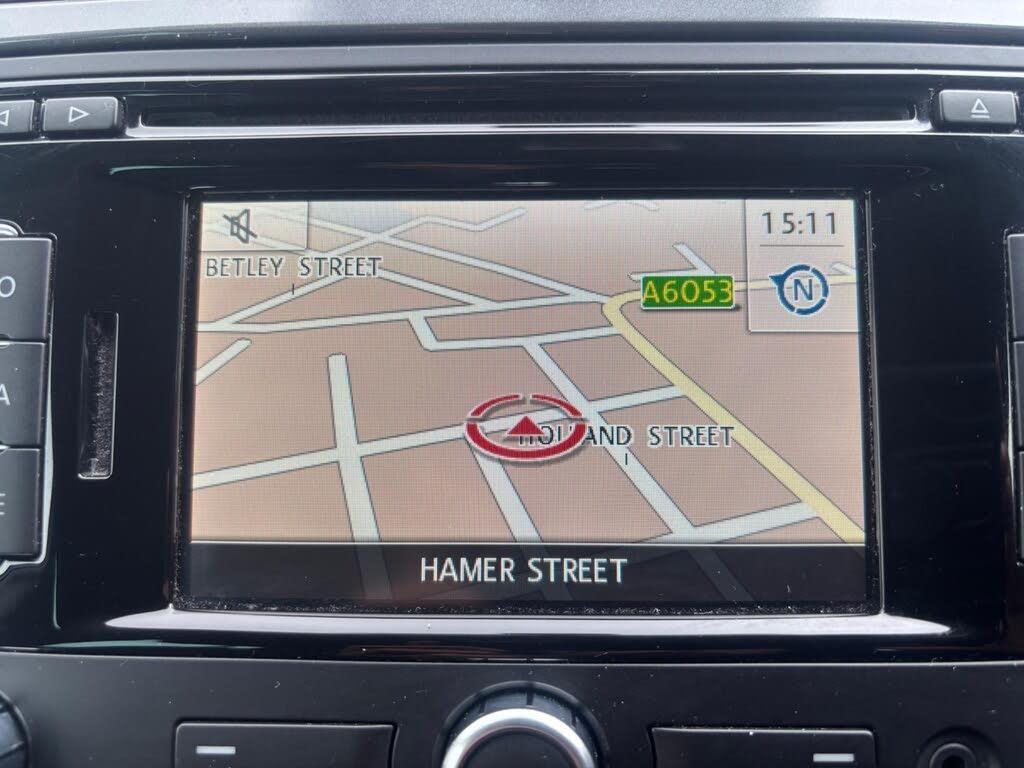 15:11
N
BETLEY STREET
A6053
HOLLAND STREET
HAMER STREET
O
A
E